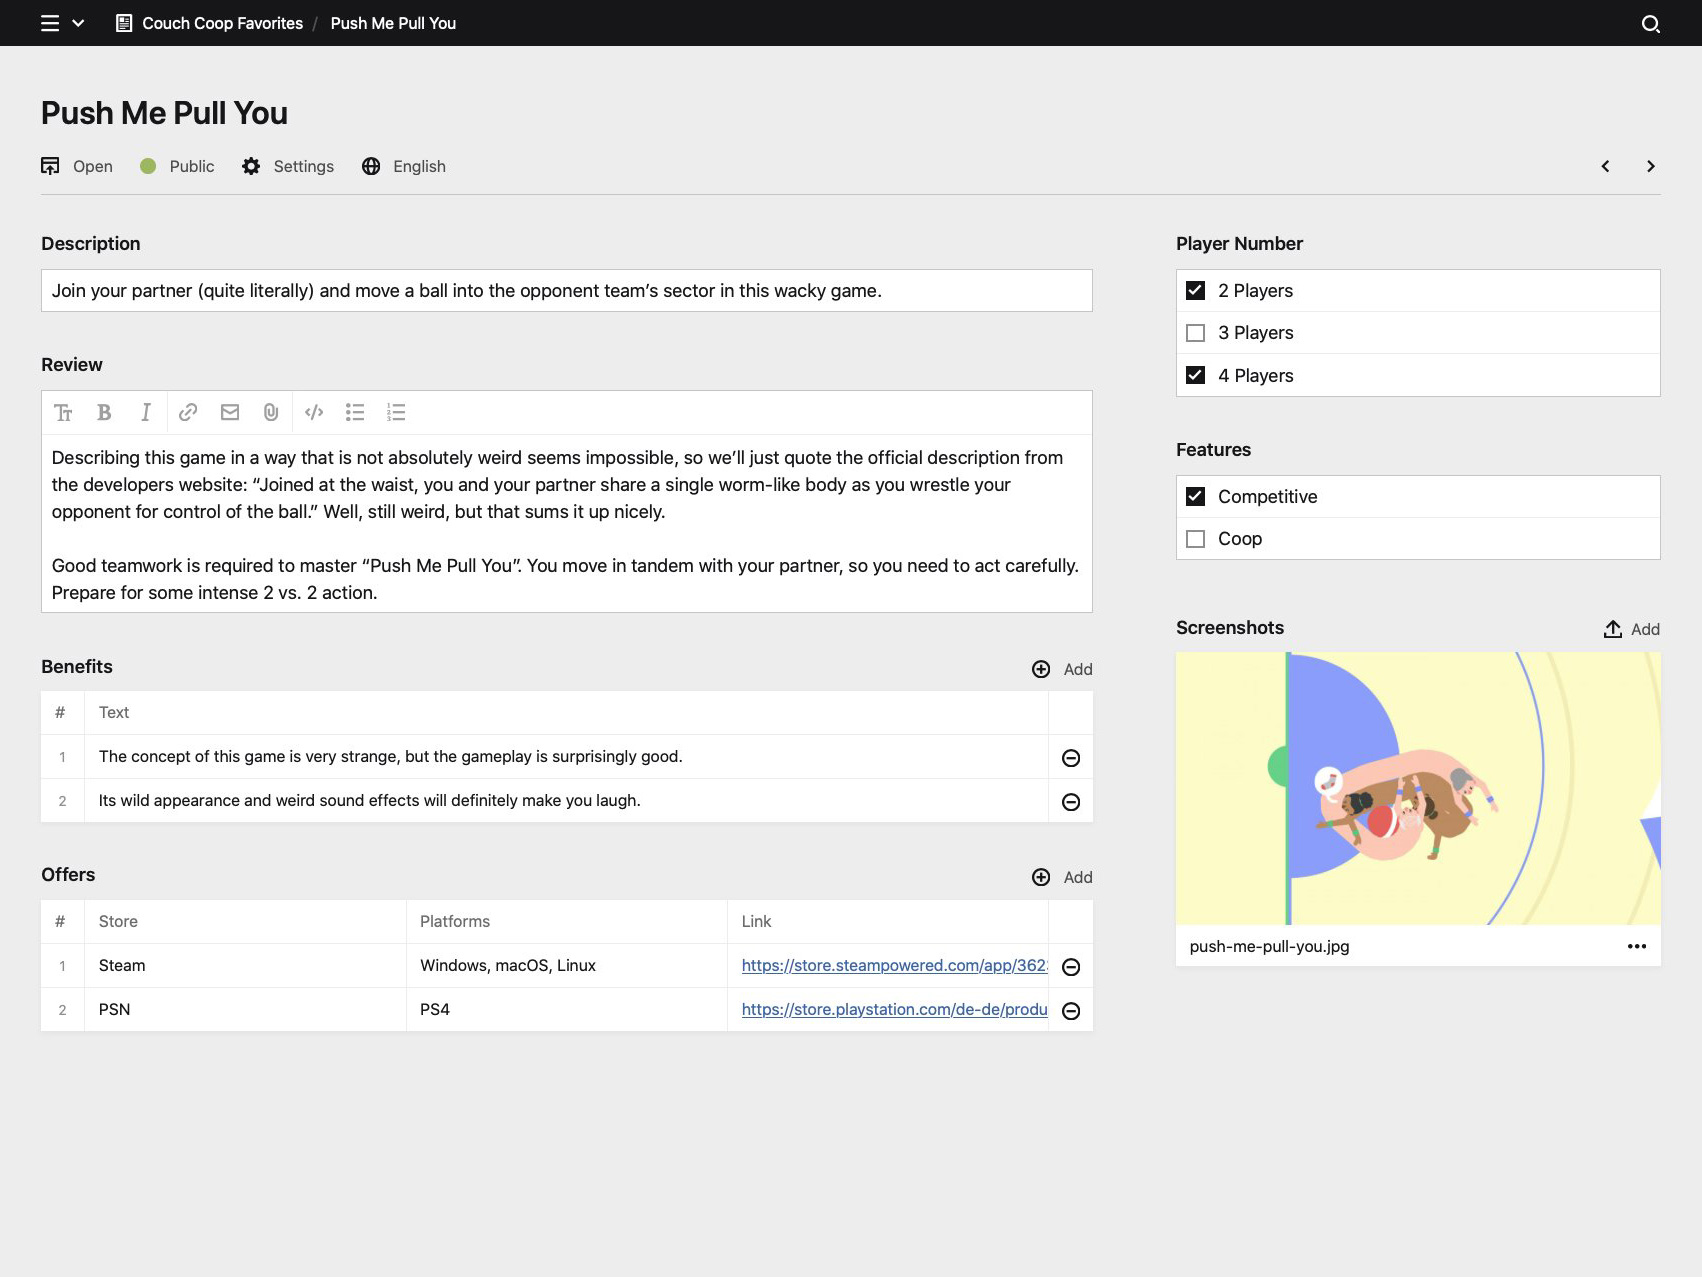 Couch Coop Favorites / Push Me Pull You
Push Me Pull You
Open Public Settings English
Description
Join your partner (quite literally) and move a ball into the opponent team’s sector in this wacky game.
Review
Describing this game in a way that is not absolutely weird seems impossible, so we’ll just quote the official description from
the developers website: “Joined at the waist, you and your partner share a single worm-like body as you wrestle your
opponent for control of the ball.” Well, still weird, but that sums it up nicely.
Good teamwork is required to master “Push Me Pull You”. You move in tandem with your partner, so you need to act carefully.
Prepare for some intense 2 vs. 2 action.
Benefits
Add
# Text
1 The concept of this game is very strange, but the gameplay is surprisingly good.
2 Its wild appearance and weird sound effects will definitely make you laugh.
Offers
Add
# Store Platforms Link
1 Steam Windows, macOS, Linux https://store.steampowered.com/app/362
2 PSN PS4 https://store.playstation.com/de-de/produ
Player Number
2 Players
3 Players
4 Players
Features
Competitive
Coop
Screenshots
Add
push-me-pull-you.jpg